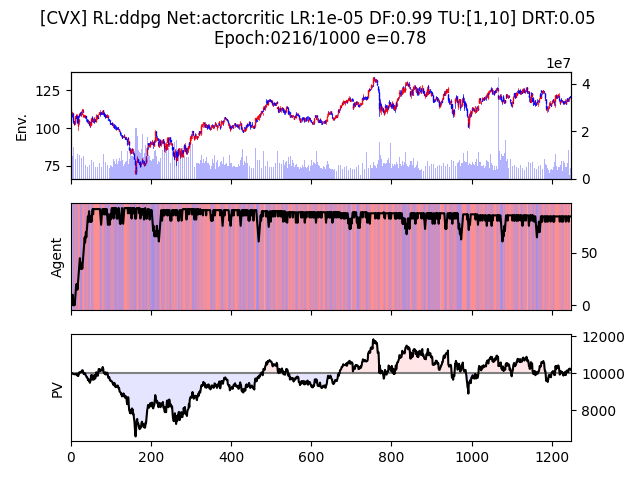 [CVX] RL:ddpg Net:actorcritic LR:1e-05 DF:0.99 TU:[1,10] DRT:0.05
Epoch:0216/1000 e=0.78
1e7
125
100
75
Env.
4
2
0
Agent
50
0
PV
12000
10000
8000
0 200 400 600 800 1000 1200